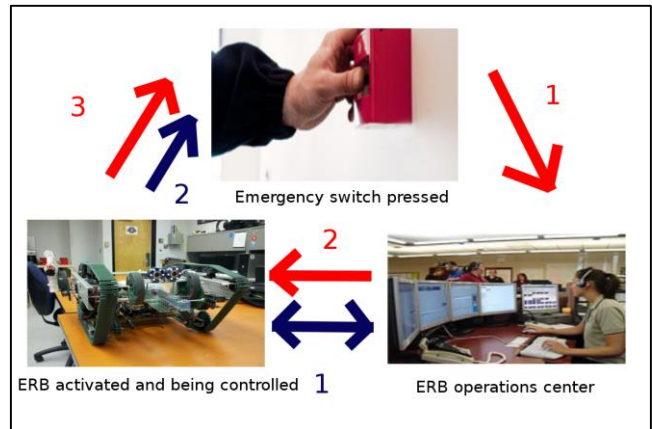 3
1
2
Emergency switch pressed
2
ERB activated and being controlled
1
ERB operations center